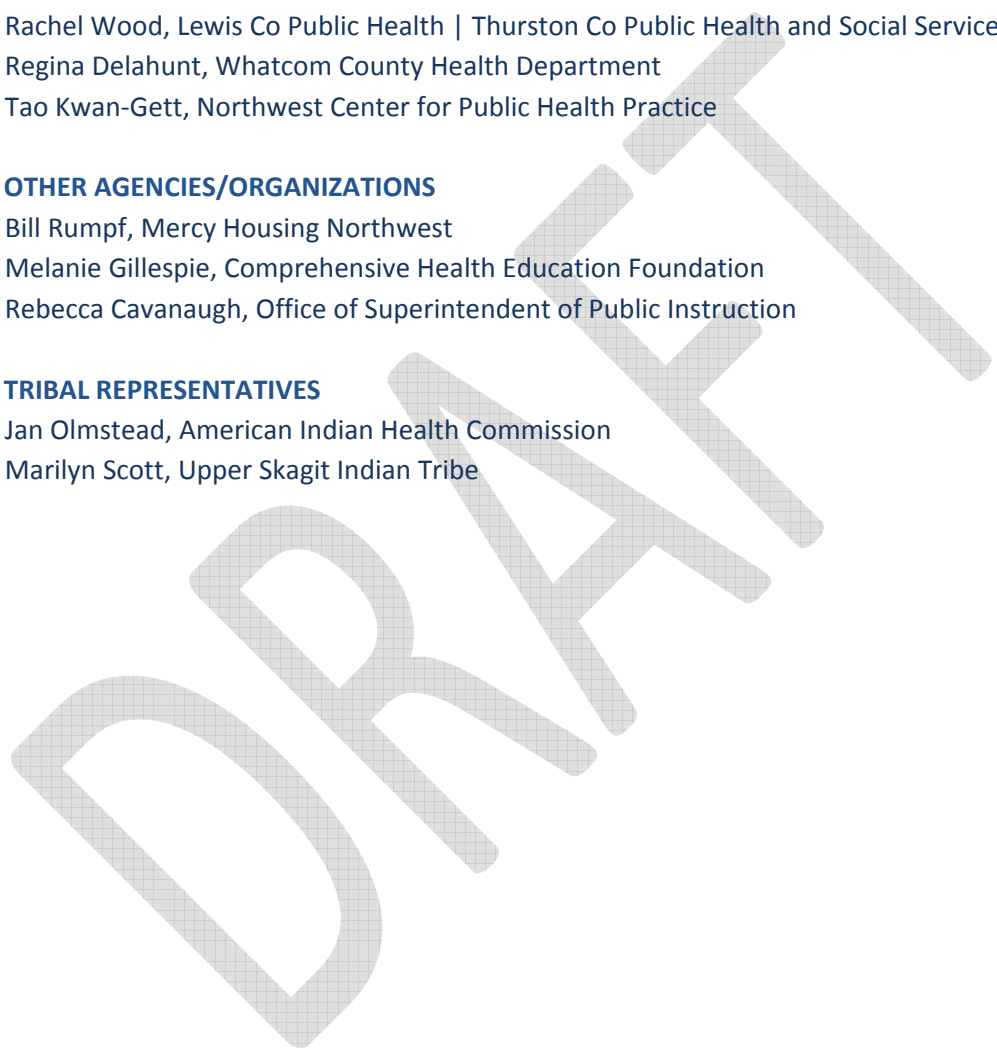 Rachel Wood, Lewis Co Public Health | Thurston Co Public Health and Social Service
Regina Delahunt, Whatcom County Health Department
Tao Kwan-Gett, Northwest Center for Public Health Practice
OTHER AGENCIES/ORGANIZATIONS
Bill Rumpf, Mercy Housing Northwest
Melanie Gillespie, Comprehensive Health Education Foundation
Rebecca Cavanaugh, Office of Superintendent of Public Instruction
TRIBAL REPRESENTATIVES
Jan Olmstead, American Indian Health Commission
Marilyn Scott, Upper Skagit Indian Tribe
DRAFT